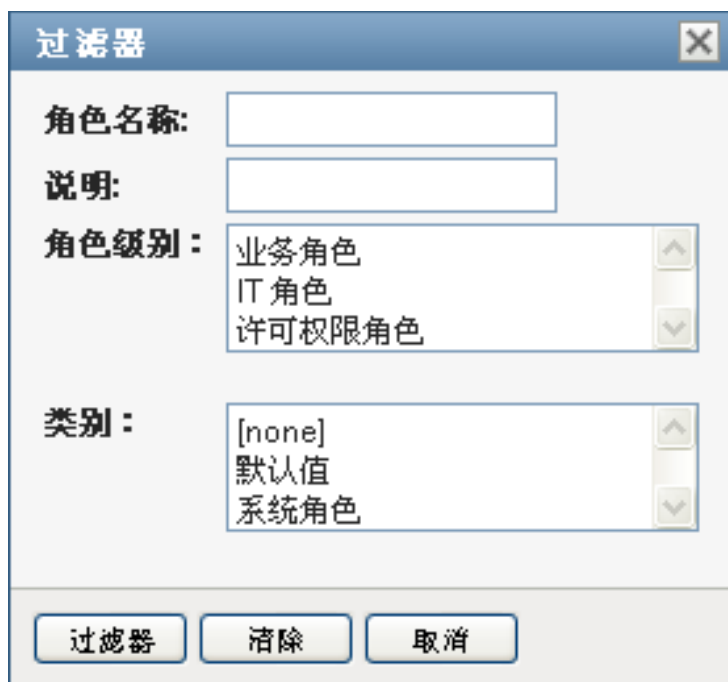 过滤器
角色名称:
说明:
角色级别：
业务角色
IT 角色
许可权限角色
类别：
[none]
默认值
系统角色
过滤器 清除 取消